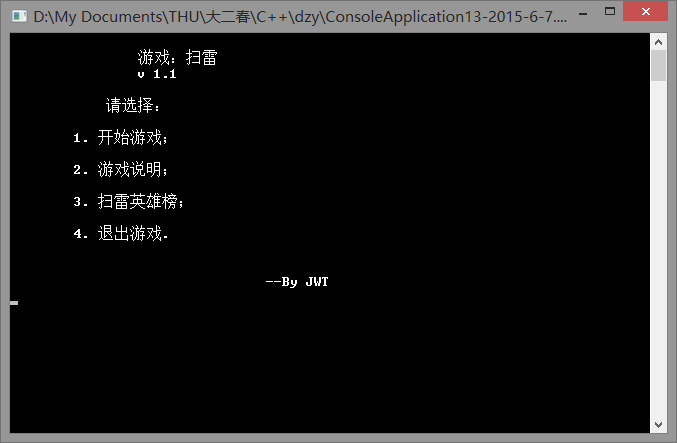 D:\My Documents\THU\大二春\C++\dzy\ConsoleApplication13-2015-6-7....
游戏：扫雷
v 1.1
请选择：
1. 开始游戏；
2. 游戏说明；
3. 扫雷英雄榜；
4. 退出游戏.
--By JWT